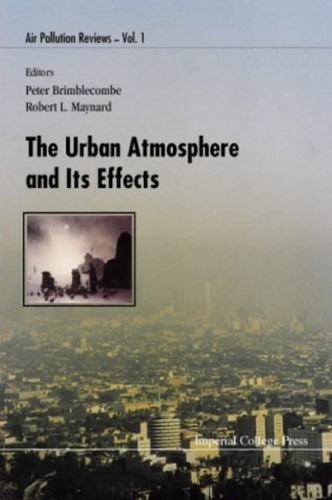 Air Pollution Reviews – Vol. 1
Editors
Peter Brimblecombe
Robert L. Maynard
The Urban Atmosphere
and Its Effects
Imperial College Press